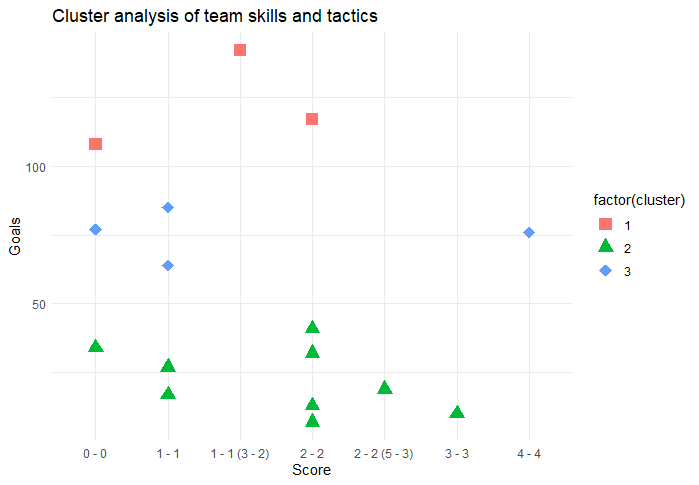 Cluster analysis of team skills and tactics
Goals
100
50
0 - 0
1 - 1
1 - 1 (3 - 2)
2 - 2
2 - 2 (5 - 3)
3 - 3
4 - 4
Score
factor(cluster)
1
2
3